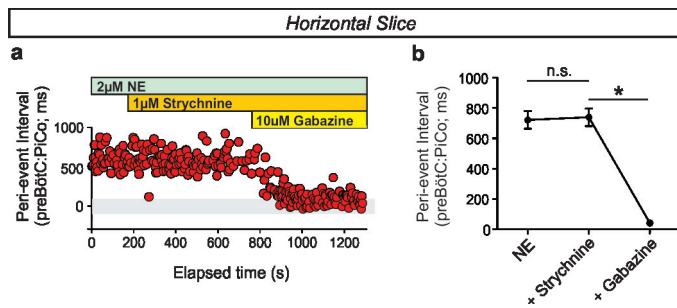 Horizontal Slice
a
2µM NE
1µM Strychnine
10uM Gabazine
Peri-event Interval
(preBötC:PiCo; ms)
1000
500
0
0 200 400 600 800 1000 1200
Elapsed time (s)
b
n.s.
*
Peri-event Interval
(preBötC:PiCo; ms)
1000
800
600
400
200
0
NE
+ Strychnine
+ Gabazine